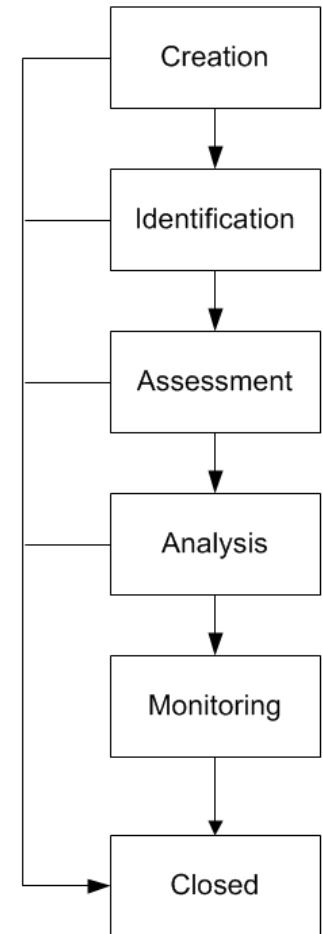 Creation
Identification
Assessment
Analysis
Monitoring
Closed